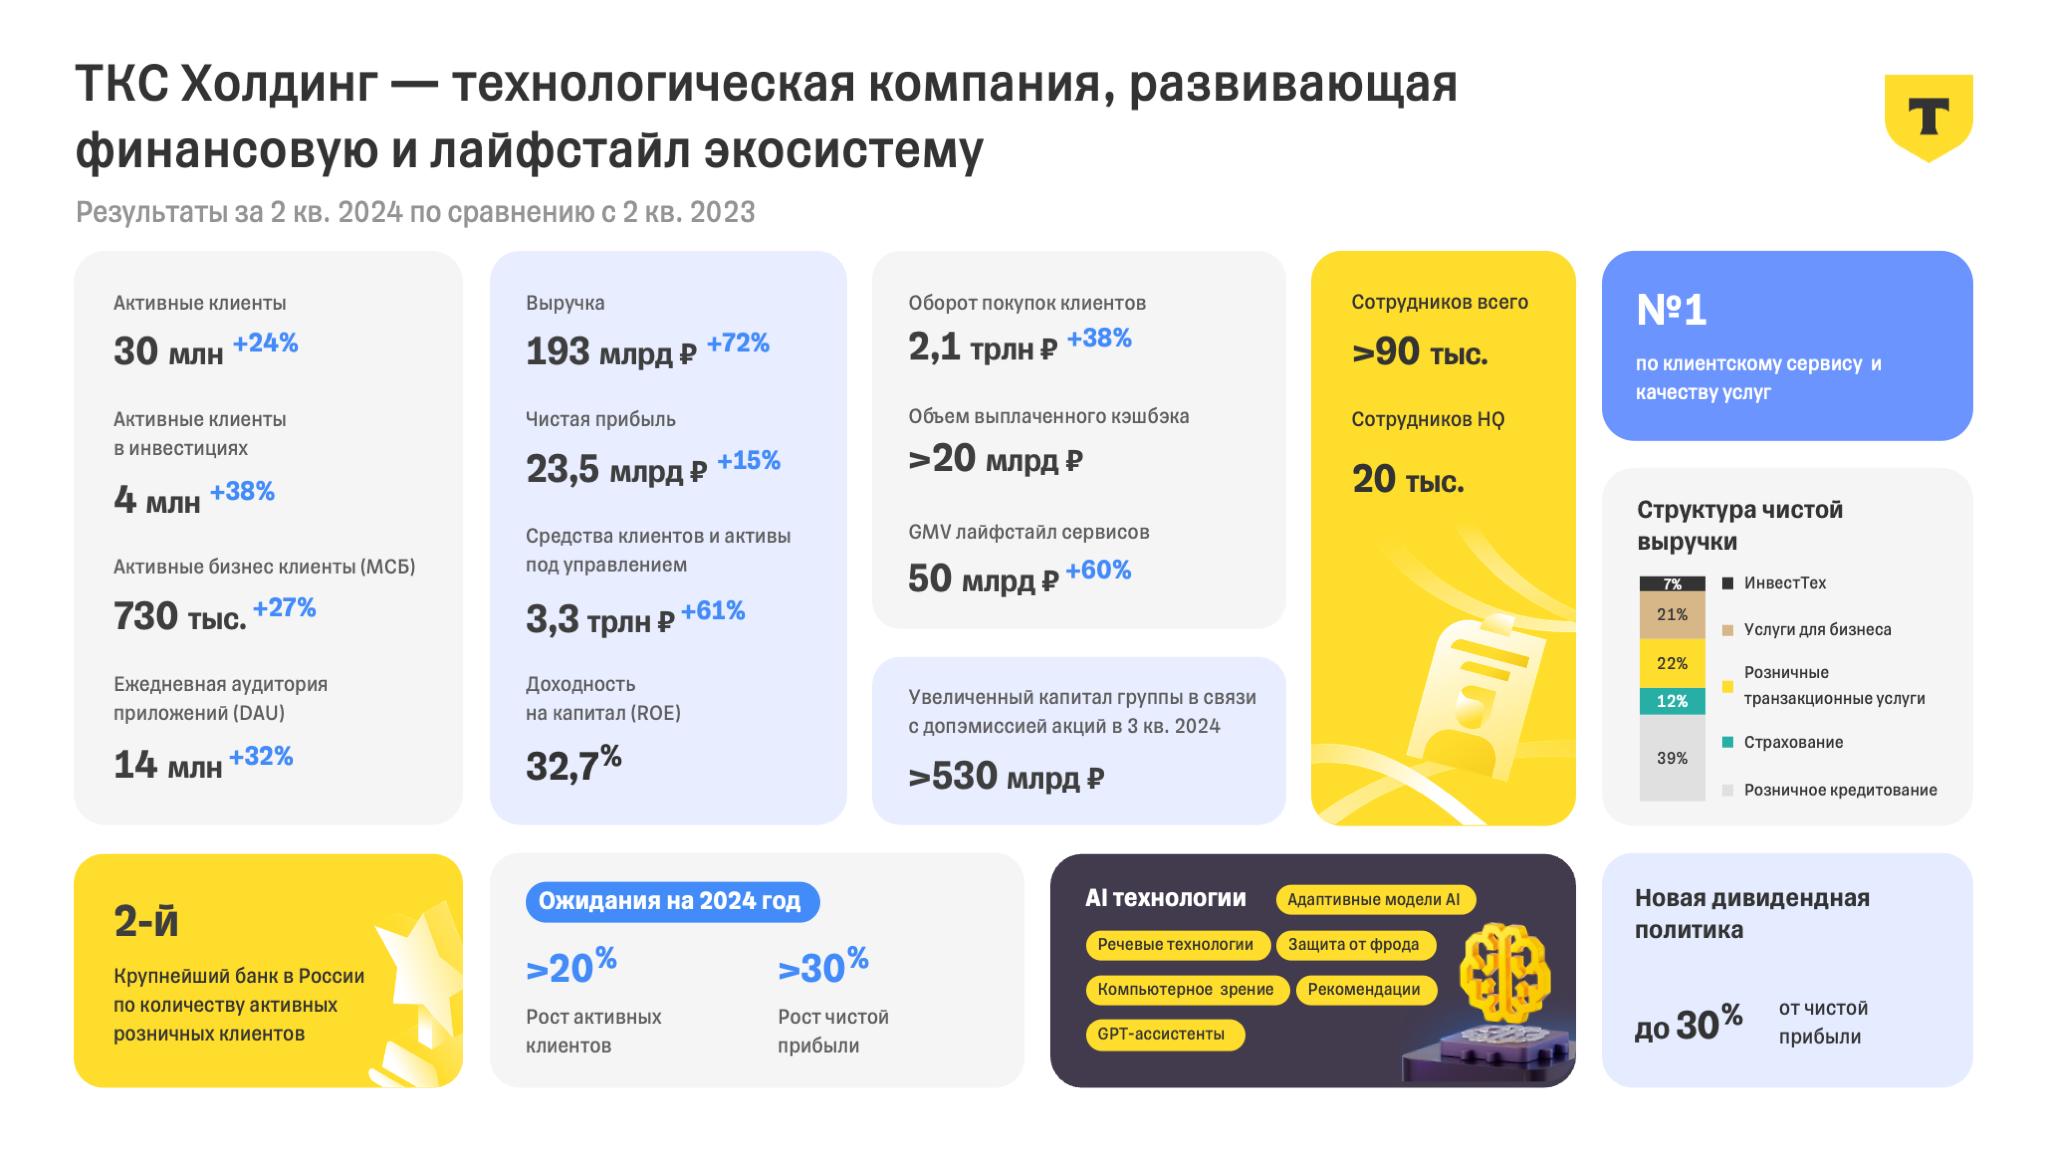 ТКС Холдинг — технологическая компания, развивающая
финансовую и лайфстайл экосистему
Результаты за 2 кв. 2024 по сравнению с 2 кв. 2023
T
Активные клиенты
30 млн +24%
Активные клиенты
в инвестициях
4 млн +38%
Активные бизнес клиенты (МСБ)
730 тыс. +27%
Ежедневная аудитория
приложений (DAU)
14 млн +32%
Выручка
193 млрд ₽ +72%
Чистая прибыль
23,5 млрд ₽ +15%
Средства клиентов и активы
под управлением
3,3 трлн ₽ +61%
Доходность
на капитал (ROE)
32,7%
Оборот покупок клиентов
2,1 трлн ₽ +38%
Объем выплаченного кэшбэка
>20 млрд ₽
GMV лайфстайл сервисов
50 млрд ₽ +60%
Увеличенный капитал группы в связи
с допэмиссией акций в 3 кв. 2024
>530 млрд ₽
Сотрудников всего
>90 тыс.
Сотрудников HQ
20 тыс.
№1
по клиентскому сервису и
качеству услуг
Структура чистой
выручки
7%
ИнвестТех
21%
Услуги для бизнеса
22%
Розничные
транзакционные услуги
12%
Страхование
39%
Розничное кредитование
2-й
Крупнейший банк в России
по количеству активных
розничных клиентов
Ожидания на 2024 год
>20%
Рост активных
клиентов
>30%
Рост чистой
прибыли
AI технологии
Адаптивные модели AI
Речевые технологии
Защита от фрода
Компьютерное зрение
Рекомендации
GPT-ассистенты
Новая дивидендная
политика
до 30%
от чистой
прибыли